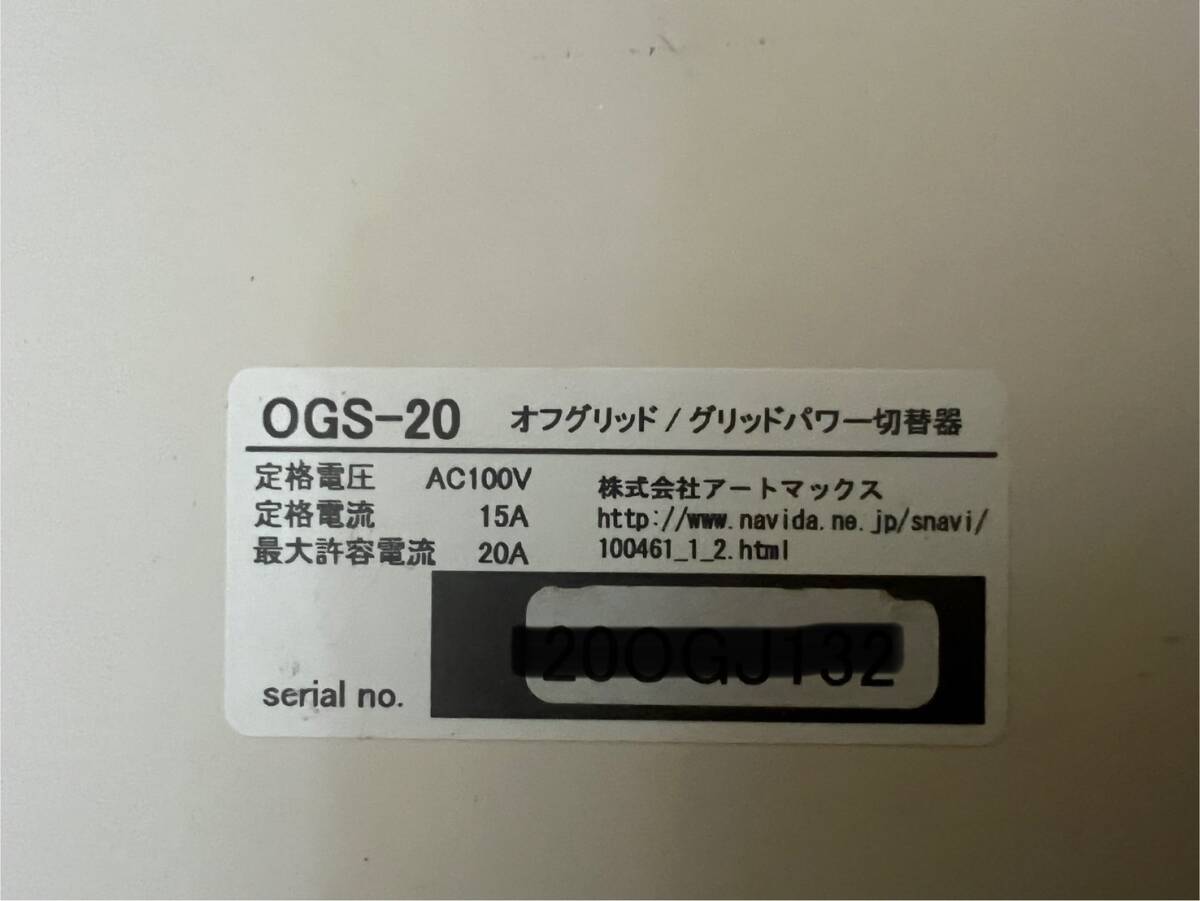 OGS-20 オフグリッド / グリッドパワー切替器
定格電圧 AC100V
定格電流 15A
最大許容電流 20A
株式会社アートマックス
http://www.navida.ne.jp/snavi/
100461_1_2.html
serial no.